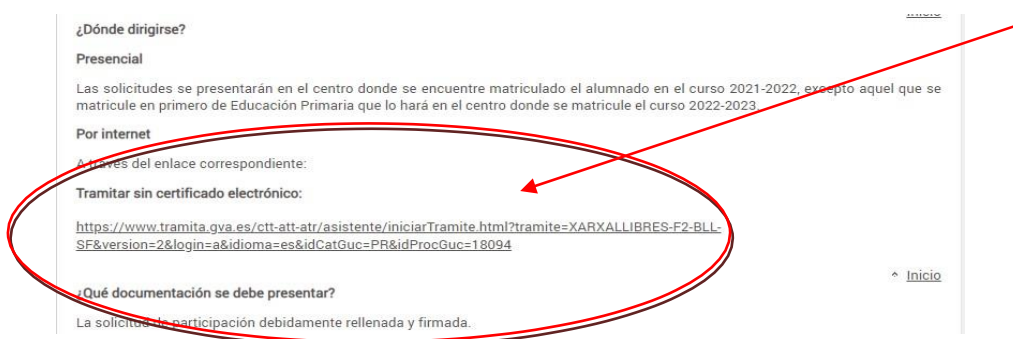 Inicio
¿Dónde dirigirse?
Presencial
Las solicitudes se presentarán en el centro donde se encuentre matriculado el alumnado en el curso 2021-2022, excepto aquel que se
matricule en primero de Educación Primaria que lo hará en el centro donde se matricule el curso 2022-2023.
Por internet
A través del enlace correspondiente:
Tramitar sin certificado electrónico:
https://www.tramita.gva.es/ctt-att-atr/asistente/iniciarTramite.html?tramite=XARXALLIBRES-F2-BLL-
SF&version=2&login=a&idioma=es&idCatGuc=PR&idProcGuc=18094
^ Inicio
¿Qué documentación se debe presentar?
La solicitud de participación debidamente rellenada y firmada.